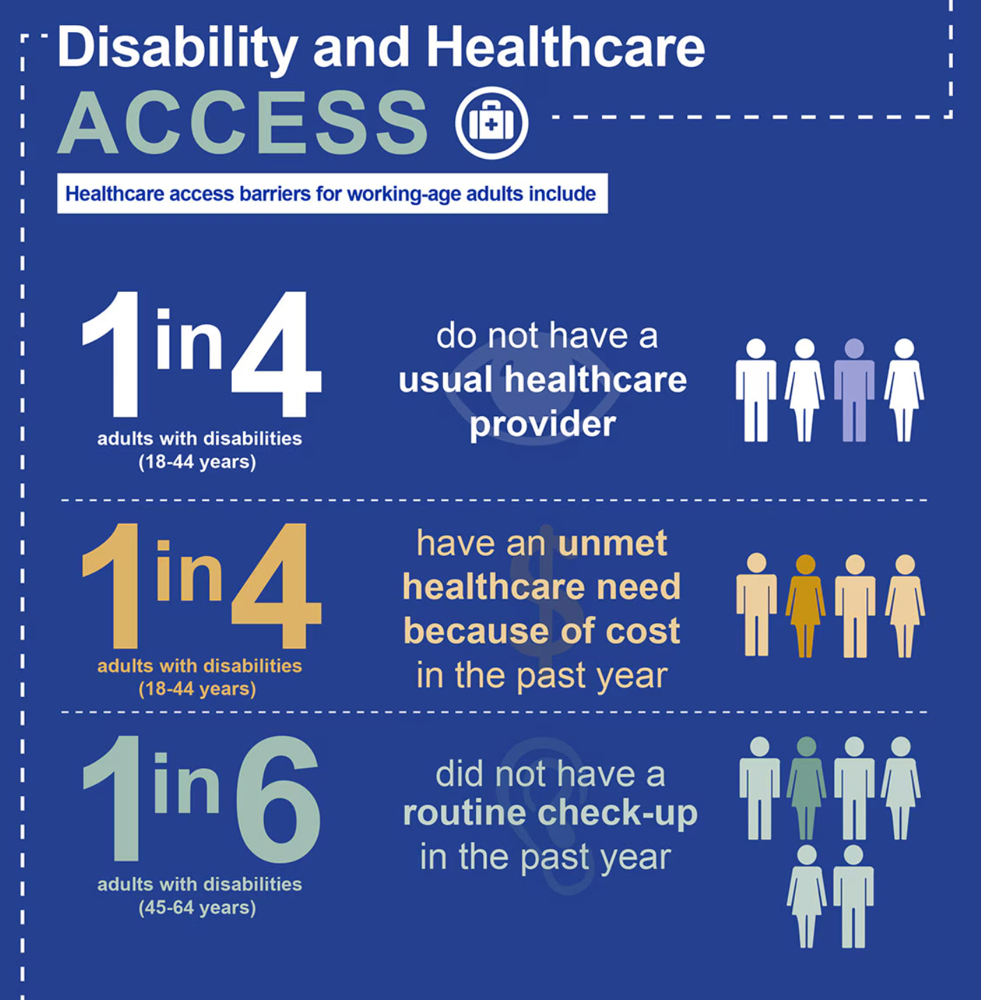 Disability and Healthcare
ACCESS
Healthcare access barriers for working-age adults include
1 in 4
adults with disabilities
(18-44 years)
do not have a
usual healthcare
provider
1 in 4
adults with disabilities
(18-44 years)
have an unmet
healthcare need
because of cost
in the past year
1 in 6
adults with disabilities
(45-64 years)
did not have a
routine check-up
in the past year